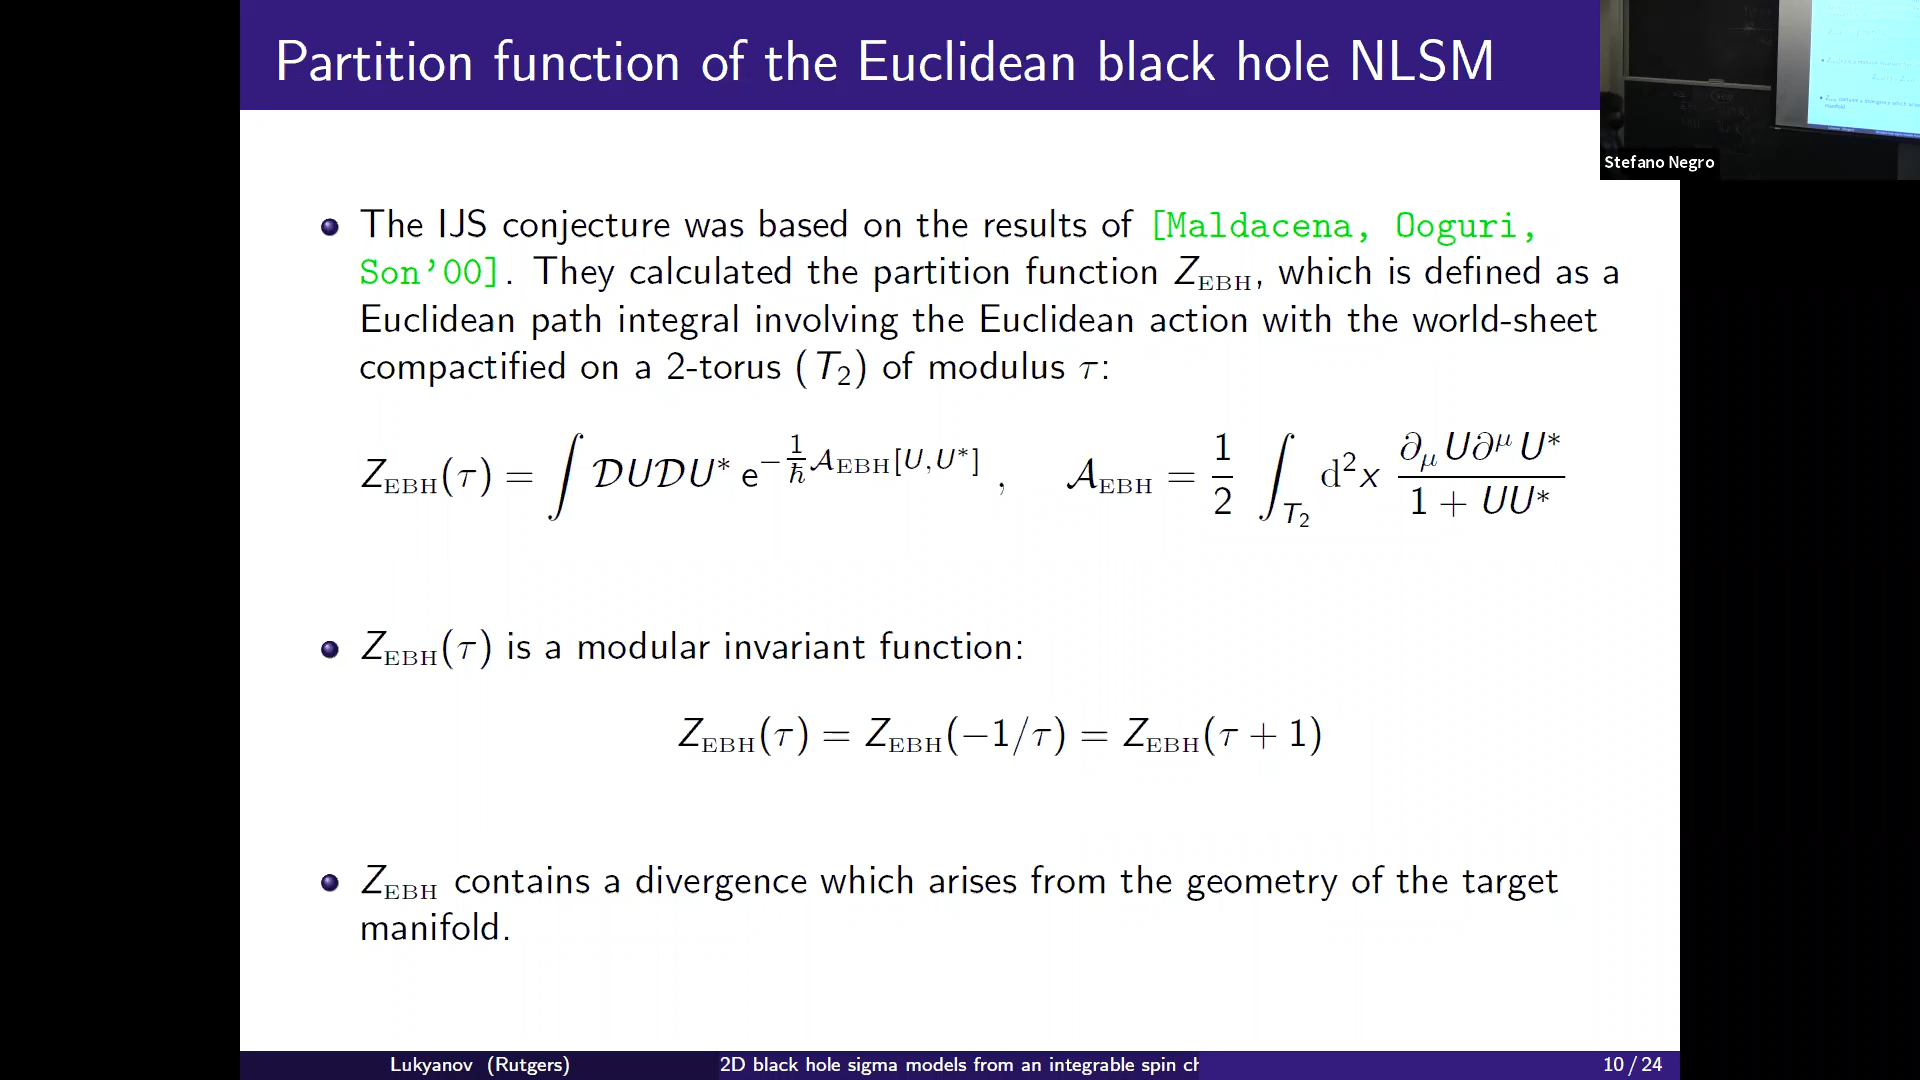 Partition function of the Euclidean black hole NLSM
Stefano Negro
• The IJS conjecture was based on the results of [Maldacena, Ooguri,
Son'00]. They calculated the partition function Z_EBH, which is defined as a
Euclidean path integral involving the Euclidean action with the world-sheet
compactified on a 2-torus (T₂) of modulus τ:
Z_EBH(τ) = ∫ 𝒟U𝒟U* e^{−(1/ħ)𝒜_EBH[U,U*]} , 𝒜_EBH = (1/2) ∫_{T₂} d²x (∂_μ U ∂^μ U*)/(1 + UU*)
• Z_EBH(τ) is a modular invariant function:
Z_EBH(τ) = Z_EBH(−1/τ) = Z_EBH(τ + 1)
• Z_EBH contains a divergence which arises from the geometry of the target
manifold.
Lukyanov (Rutgers) 2D black hole sigma models from an integrable spin ch 10 / 24